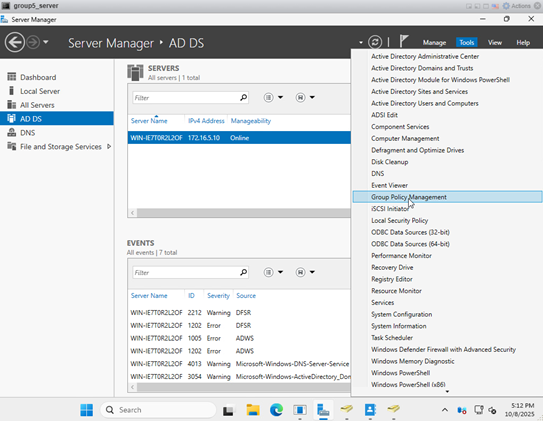 group5_server
Actions
Server Manager
Server Manager • AD DS
Manage Tools View Help
Dashboard
Local Server
All Servers
AD DS
DNS
File and Storage Services
SERVERS
All servers | 1 total
Filter
Server Name IPv4 Address Manageability
WIN-IE7T0R2L2OF 172.16.5.10 Online
EVENTS
All events | 7 total
Filter
Server Name ID Severity Source
WIN-IE7T0R2L2OF 2212 Warning DFSR
WIN-IE7T0R2L2OF 1202 Error DFSR
WIN-IE7T0R2L2OF 1005 Error ADWS
WIN-IE7T0R2L2OF 1202 Error ADWS
WIN-IE7T0R2L2OF 4013 Warning Microsoft-Windows-DNS-Server-Service
WIN-IE7T0R2L2OF 3054 Warning Microsoft-Windows-ActiveDirectory_Dom
Active Directory Administrative Center
Active Directory Domains and Trusts
Active Directory Module for Windows PowerShell
Active Directory Sites and Services
Active Directory Users and Computers
ADSI Edit
Component Services
Computer Management
Defragment and Optimize Drives
Disk Cleanup
DNS
Event Viewer
Group Policy Management
iSCSI Initiator
Local Security Policy
ODBC Data Sources (32-bit)
ODBC Data Sources (64-bit)
Performance Monitor
Recovery Drive
Registry Editor
Resource Monitor
Services
System Configuration
System Information
Task Scheduler
Windows Defender Firewall with Advanced Security
Windows Memory Diagnostic
Windows PowerShell
Windows PowerShell (x86)
Search
5:12 PM
10/8/2025